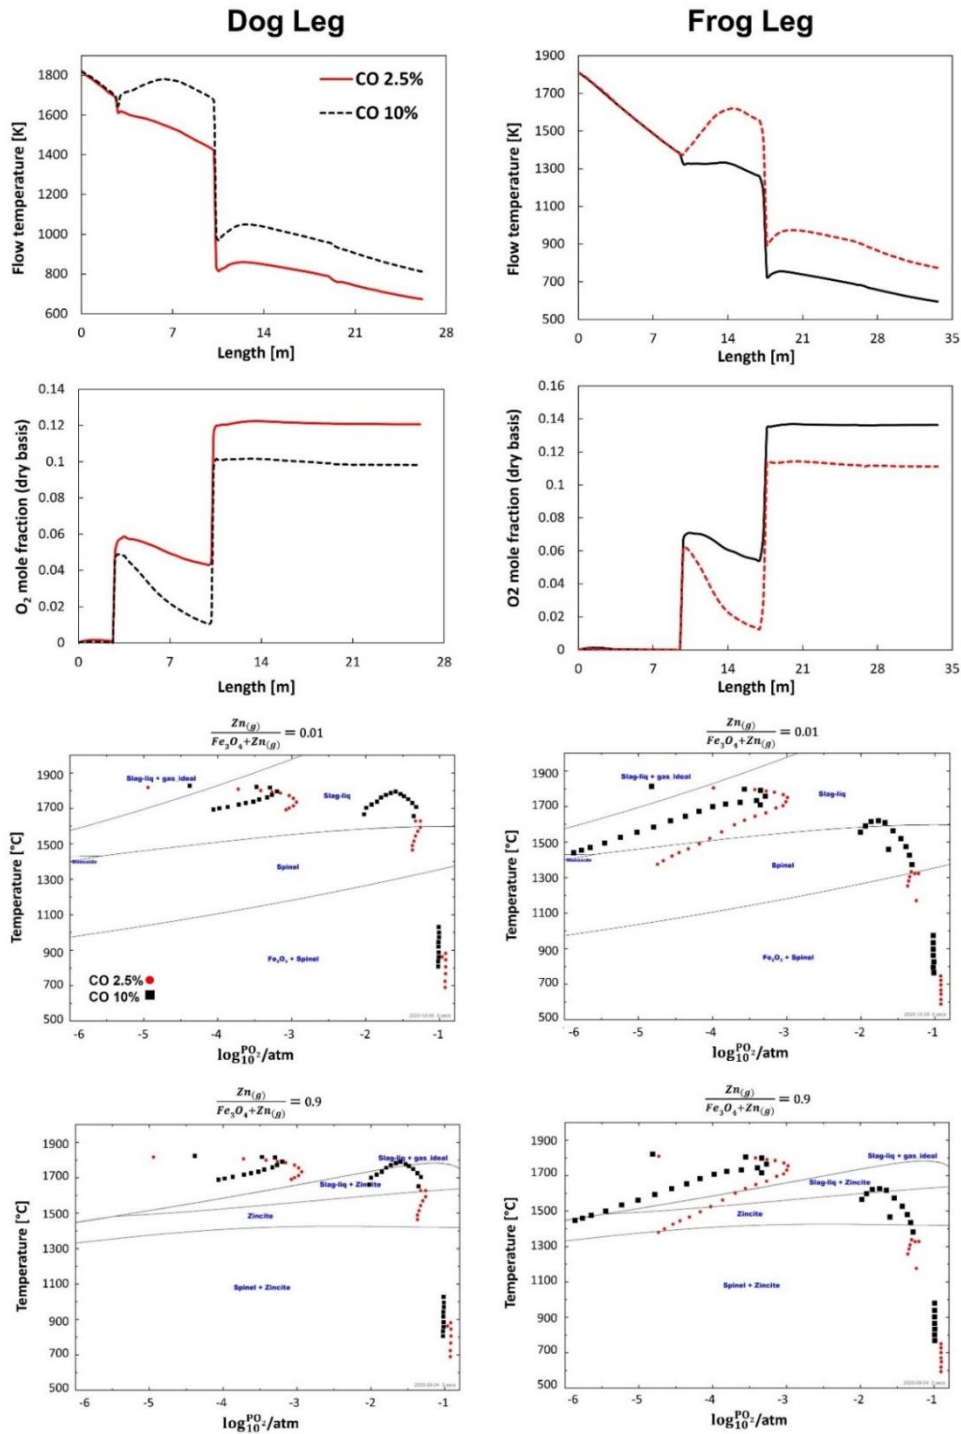 Dog Leg
Frog Leg
Flow temperature [K]
1800
1600
1400
1200
1000
800
600
CO 2.5%
CO 10%
0 7 14 21 28
Length [m]
Flow temperature [K]
1900
1700
1500
1300
1100
900
700
500
0 7 14 21 28 35
Length [m]
O₂ mole fraction (dry basis)
0.14
0.12
0.1
0.08
0.06
0.04
0.02
0
0 7 14 21 28
Length [m]
O2 mole fraction (dry basis)
0.16
0.14
0.12
0.1
0.08
0.06
0.04
0.02
0
0 7 14 21 28 35
Length [m]
Zn(g) / Fe₃O₄+Zn(g) = 0.01
Temperature [°C]
1900
1700
1500
1300
1100
900
700
500
Slag-liq + gas_ideal
Slag-liq
Spinel
Fe₂O₃ + Spinel
CO 2.5%
CO 10%
-6 -5 -4 -3 -2 -1
log₁₀ PO₂/atm
Zn(g) / Fe₃O₄+Zn(g) = 0.01
Temperature [°C]
1900
1700
1500
1300
1100
900
700
500
Slag-liq + gas_ideal
Slag-liq
Spinel
Fe₂O₃ + Spinel
-6 -5 -4 -3 -2 -1
log₁₀ PO₂/atm
Zn(g) / Fe₃O₄+Zn(g) = 0.9
Temperature [°C]
1900
1700
1500
1300
1100
900
700
500
Slag-liq + gas_ideal
Slag-liq + Zincite
Zincite
Spinel + Zincite
-6 -5 -4 -3 -2 -1
log₁₀ PO₂/atm
Zn(g) / Fe₃O₄+Zn(g) = 0.9
Temperature [°C]
1900
1700
1500
1300
1100
900
700
500
Slag-liq + gas_ideal
Slag-liq + Zincite
Zincite
Spinel + Zincite
-6 -5 -4 -3 -2 -1
log₁₀ PO₂/atm